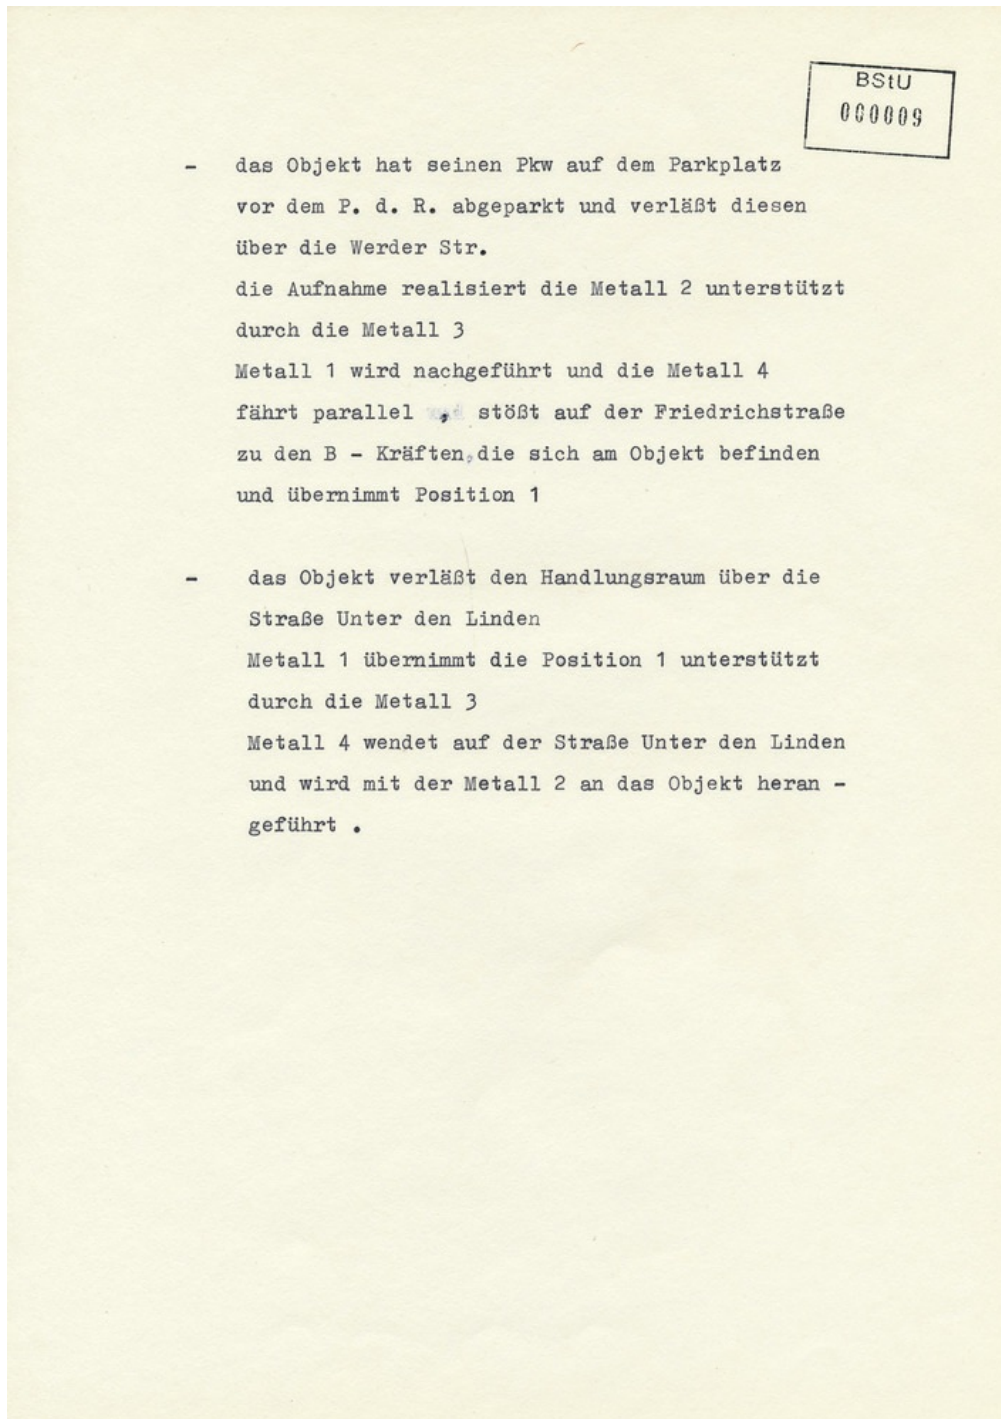 BStU
000009
- das Objekt hat seinen Pkw auf dem Parkplatz
vor dem P. d. R. abgeparkt und verläßt diesen
über die Werder Str.
die Aufnahme realisiert die Metall 2 unterstützt
durch die Metall 3
Metall 1 wird nachgeführt und die Metall 4
fährt parallel , stößt auf der Friedrichstraße
zu den B - Kräften,die sich am Objekt befinden
und übernimmt Position 1
- das Objekt verläßt den Handlungsraum über die
Straße Unter den Linden
Metall 1 übernimmt die Position 1 unterstützt
durch die Metall 3
Metall 4 wendet auf der Straße Unter den Linden
und wird mit der Metall 2 an das Objekt heran -
geführt .